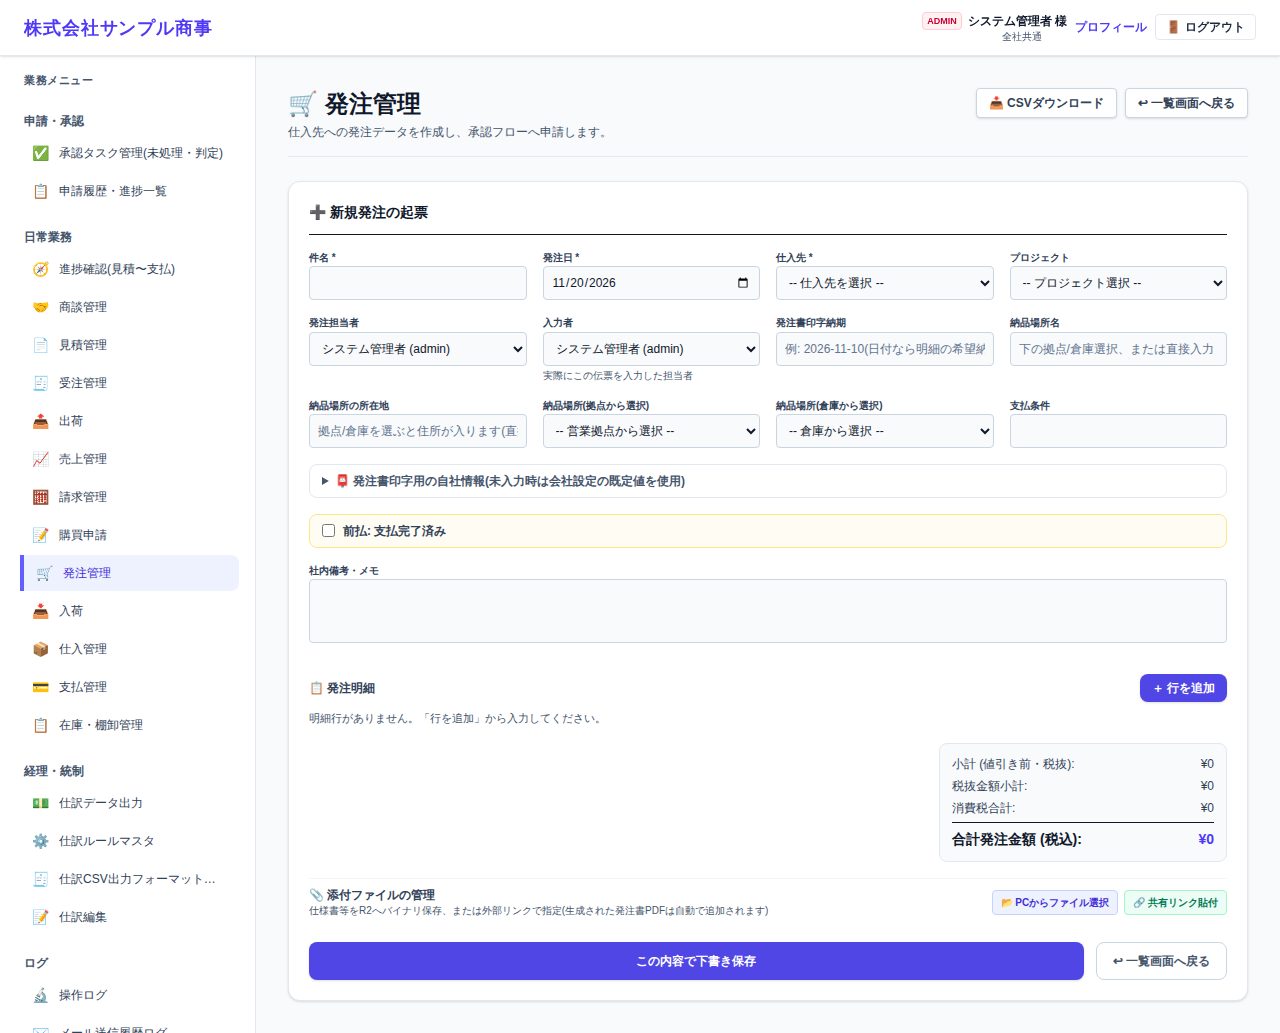 株式会社サンプル商事
ADMIN システム管理者 様
全社共通
プロフィール
🚪 ログアウト
業務メニュー
申請・承認
✅ 承認タスク管理(未処理・判定)
📋 申請履歴・進捗一覧
日常業務
🧭 進捗確認(見積〜支払)
🤝 商談管理
📄 見積管理
🧾 受注管理
📤 出荷
📈 売上管理
🧮 請求管理
📝 購買申請
🛒 発注管理
📥 入荷
📦 仕入管理
💳 支払管理
📋 在庫・棚卸管理
経理・統制
💵 仕訳データ出力
⚙️ 仕訳ルールマスタ
🧾 仕訳CSV出力フォーマット…
📝 仕訳編集
ログ
🔬 操作ログ
✉️ メール送信履歴ログ
🛒 発注管理
仕入先への発注データを作成し、承認フローへ申請します。
📥 CSVダウンロード
↩ 一覧画面へ戻る
➕ 新規発注の起票
件名 *
発注日 *
11/20/2026
仕入先 *
-- 仕入先を選択 --
プロジェクト
-- プロジェクト選択 --
発注担当者
システム管理者 (admin)
入力者
システム管理者 (admin)
実際にこの伝票を入力した担当者
発注書印字納期
例: 2026-11-10(日付なら明細の希望納
納品場所名
下の拠点/倉庫選択、または直接入力
納品場所の所在地
拠点/倉庫を選ぶと住所が入ります(直
納品場所(拠点から選択)
-- 営業拠点から選択 --
納品場所(倉庫から選択)
-- 倉庫から選択 --
支払条件
▶ 📮 発注書印字用の自社情報(未入力時は会社設定の既定値を使用)
前払: 支払完了済み
社内備考・メモ
📋 発注明細
＋ 行を追加
明細行がありません。「行を追加」から入力してください。
小計 (値引き前・税抜): ¥0
税抜金額小計: ¥0
消費税合計: ¥0
合計発注金額 (税込): ¥0
📎 添付ファイルの管理
仕様書等をR2へバイナリ保存、または外部リンクで指定(生成された発注書PDFは自動で追加されます)
📂 PCからファイル選択
🔗 共有リンク貼付
この内容で下書き保存
↩ 一覧画面へ戻る